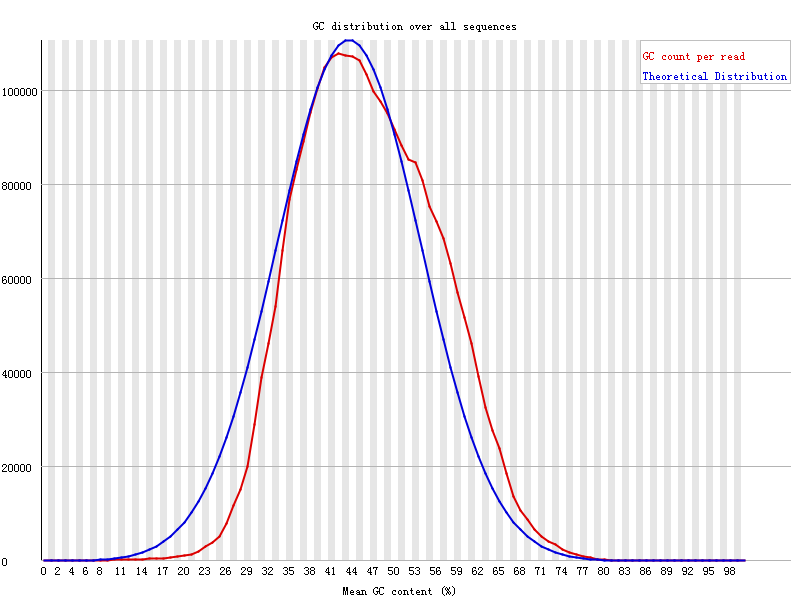 GC distribution over all sequences
GC count per read
Theoretical Distribution
100000
80000
60000
40000
20000
0
0 2 4 6 8 11 14 17 20 23 26 29 32 35 38 41 44 47 50 53 56 59 62 65 68 71 74 77 80 83 86 89 92 95 98
Mean GC content (%)